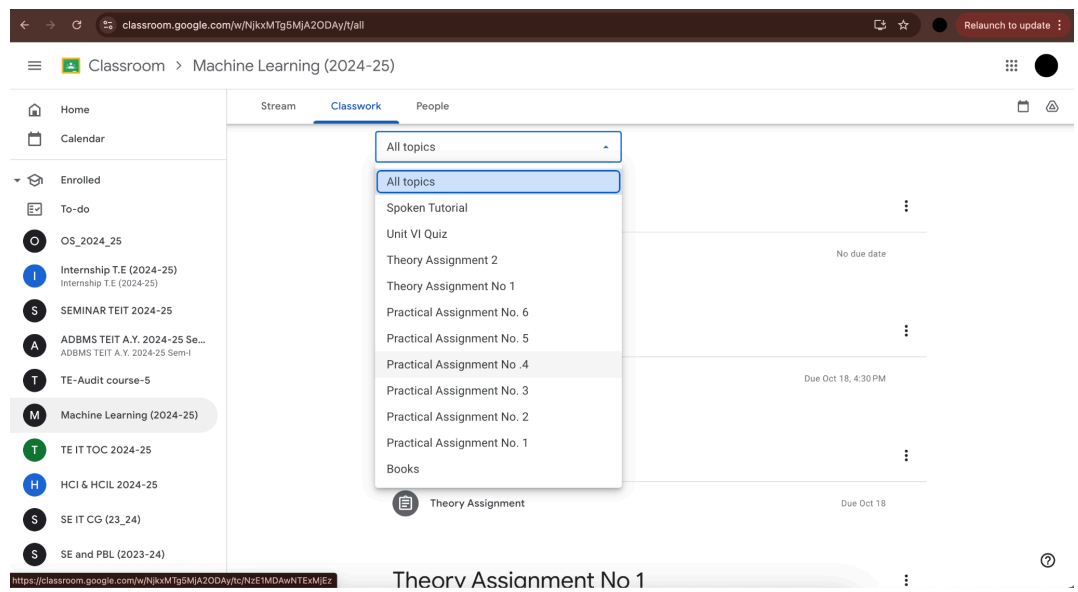 classroom.google.com/w/NjkxMTg5MjA2ODAy/t/all
Relaunch to update
Classroom > Machine Learning (2024-25)
Home
Calendar
Enrolled
To-do
O OS_2024_25
I Internship T.E (2024-25)
Internship T.E (2024-25)
S SEMINAR TEIT 2024-25
A ADBMS TEIT A.Y. 2024-25 Se...
ADBMS TEIT A.Y. 2024-25 Sem-I
T TE-Audit course-5
M Machine Learning (2024-25)
T TE IT TOC 2024-25
H HCI & HCIL 2024-25
S SE IT CG (23_24)
S SE and PBL (2023-24)
https://classroom.google.com/w/NjkxMTg5MjA2ODAy/tc/NzE1MDAwNTExMjEz
Stream Classwork People
All topics
All topics
Spoken Tutorial
Unit VI Quiz
Theory Assignment 2
Theory Assignment No 1
Practical Assignment No. 6
Practical Assignment No. 5
Practical Assignment No .4
Practical Assignment No. 3
Practical Assignment No. 2
Practical Assignment No. 1
Books
No due date
Due Oct 18, 4:30 PM
Theory Assignment Due Oct 18
Theory Assignment No 1